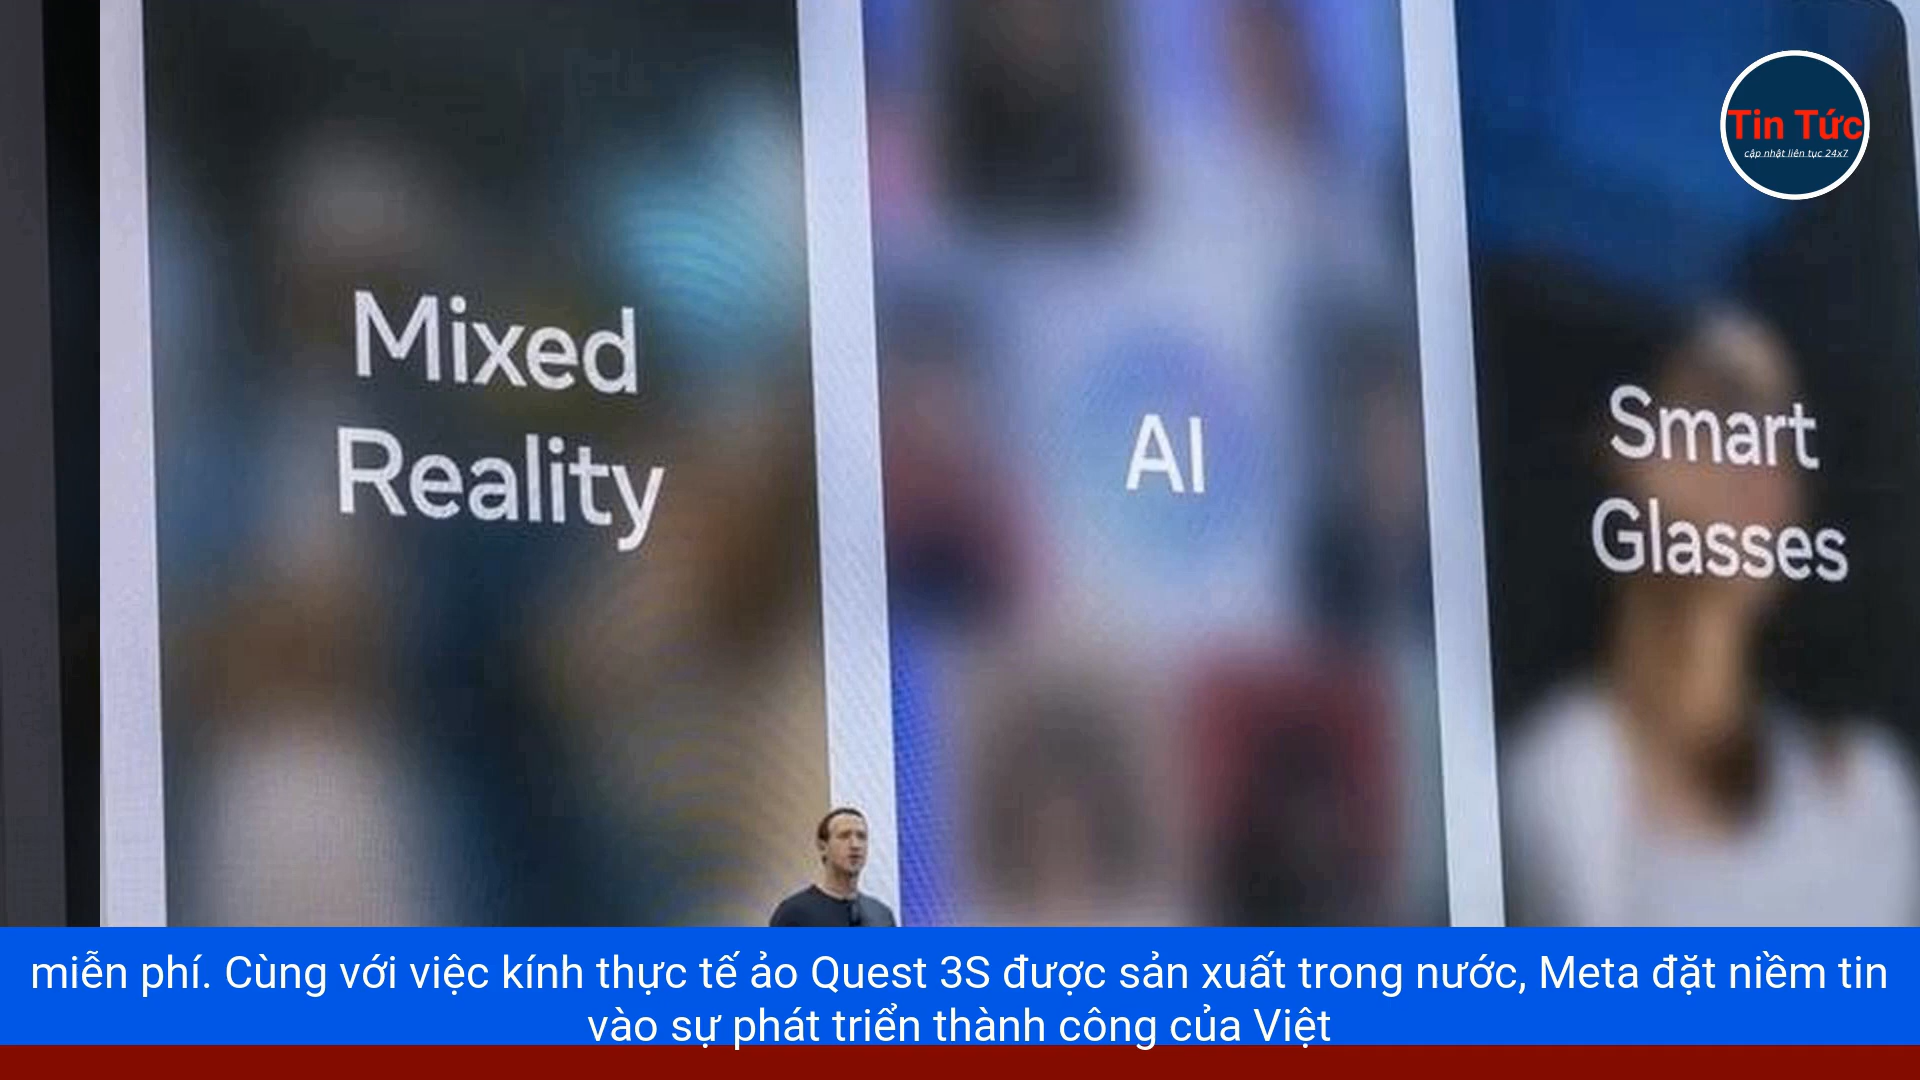 Tin Tức
cập nhật liên tục 24x7
Mixed
Reality
AI
Smart
Glasses
miễn phí. Cùng với việc kính thực tế ảo Quest 3S được sản xuất trong nước, Meta đặt niềm tin
vào sự phát triển thành công của Việt